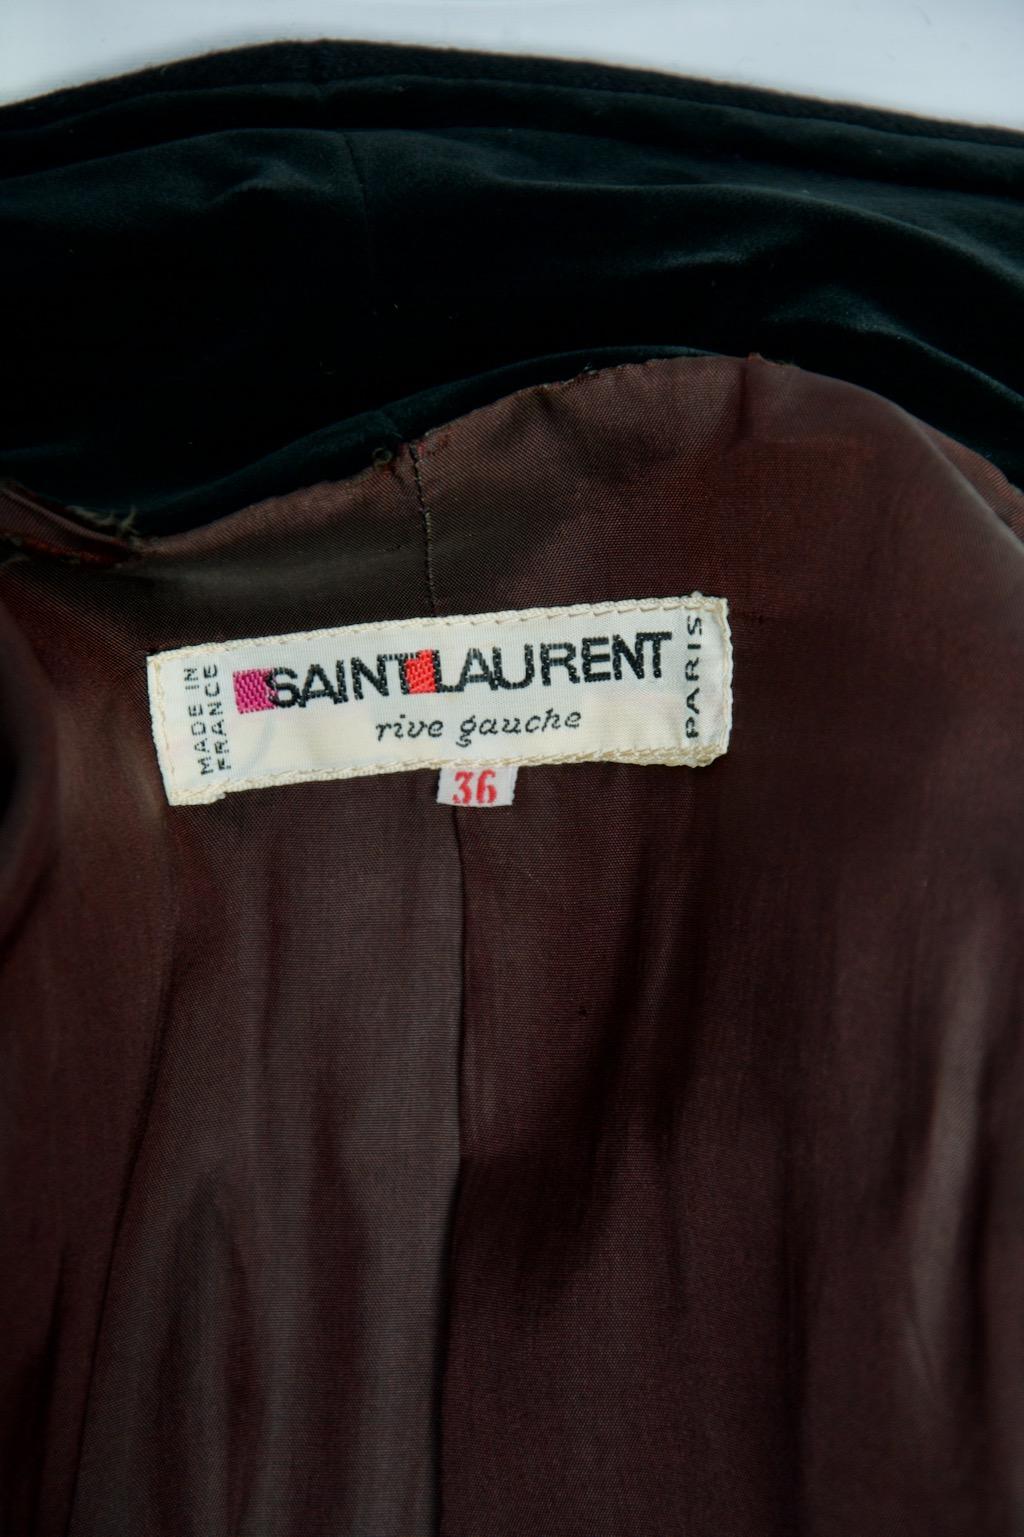 MADE IN
FRANCE
SAINT LAURENT
rive gauche
PARIS
36